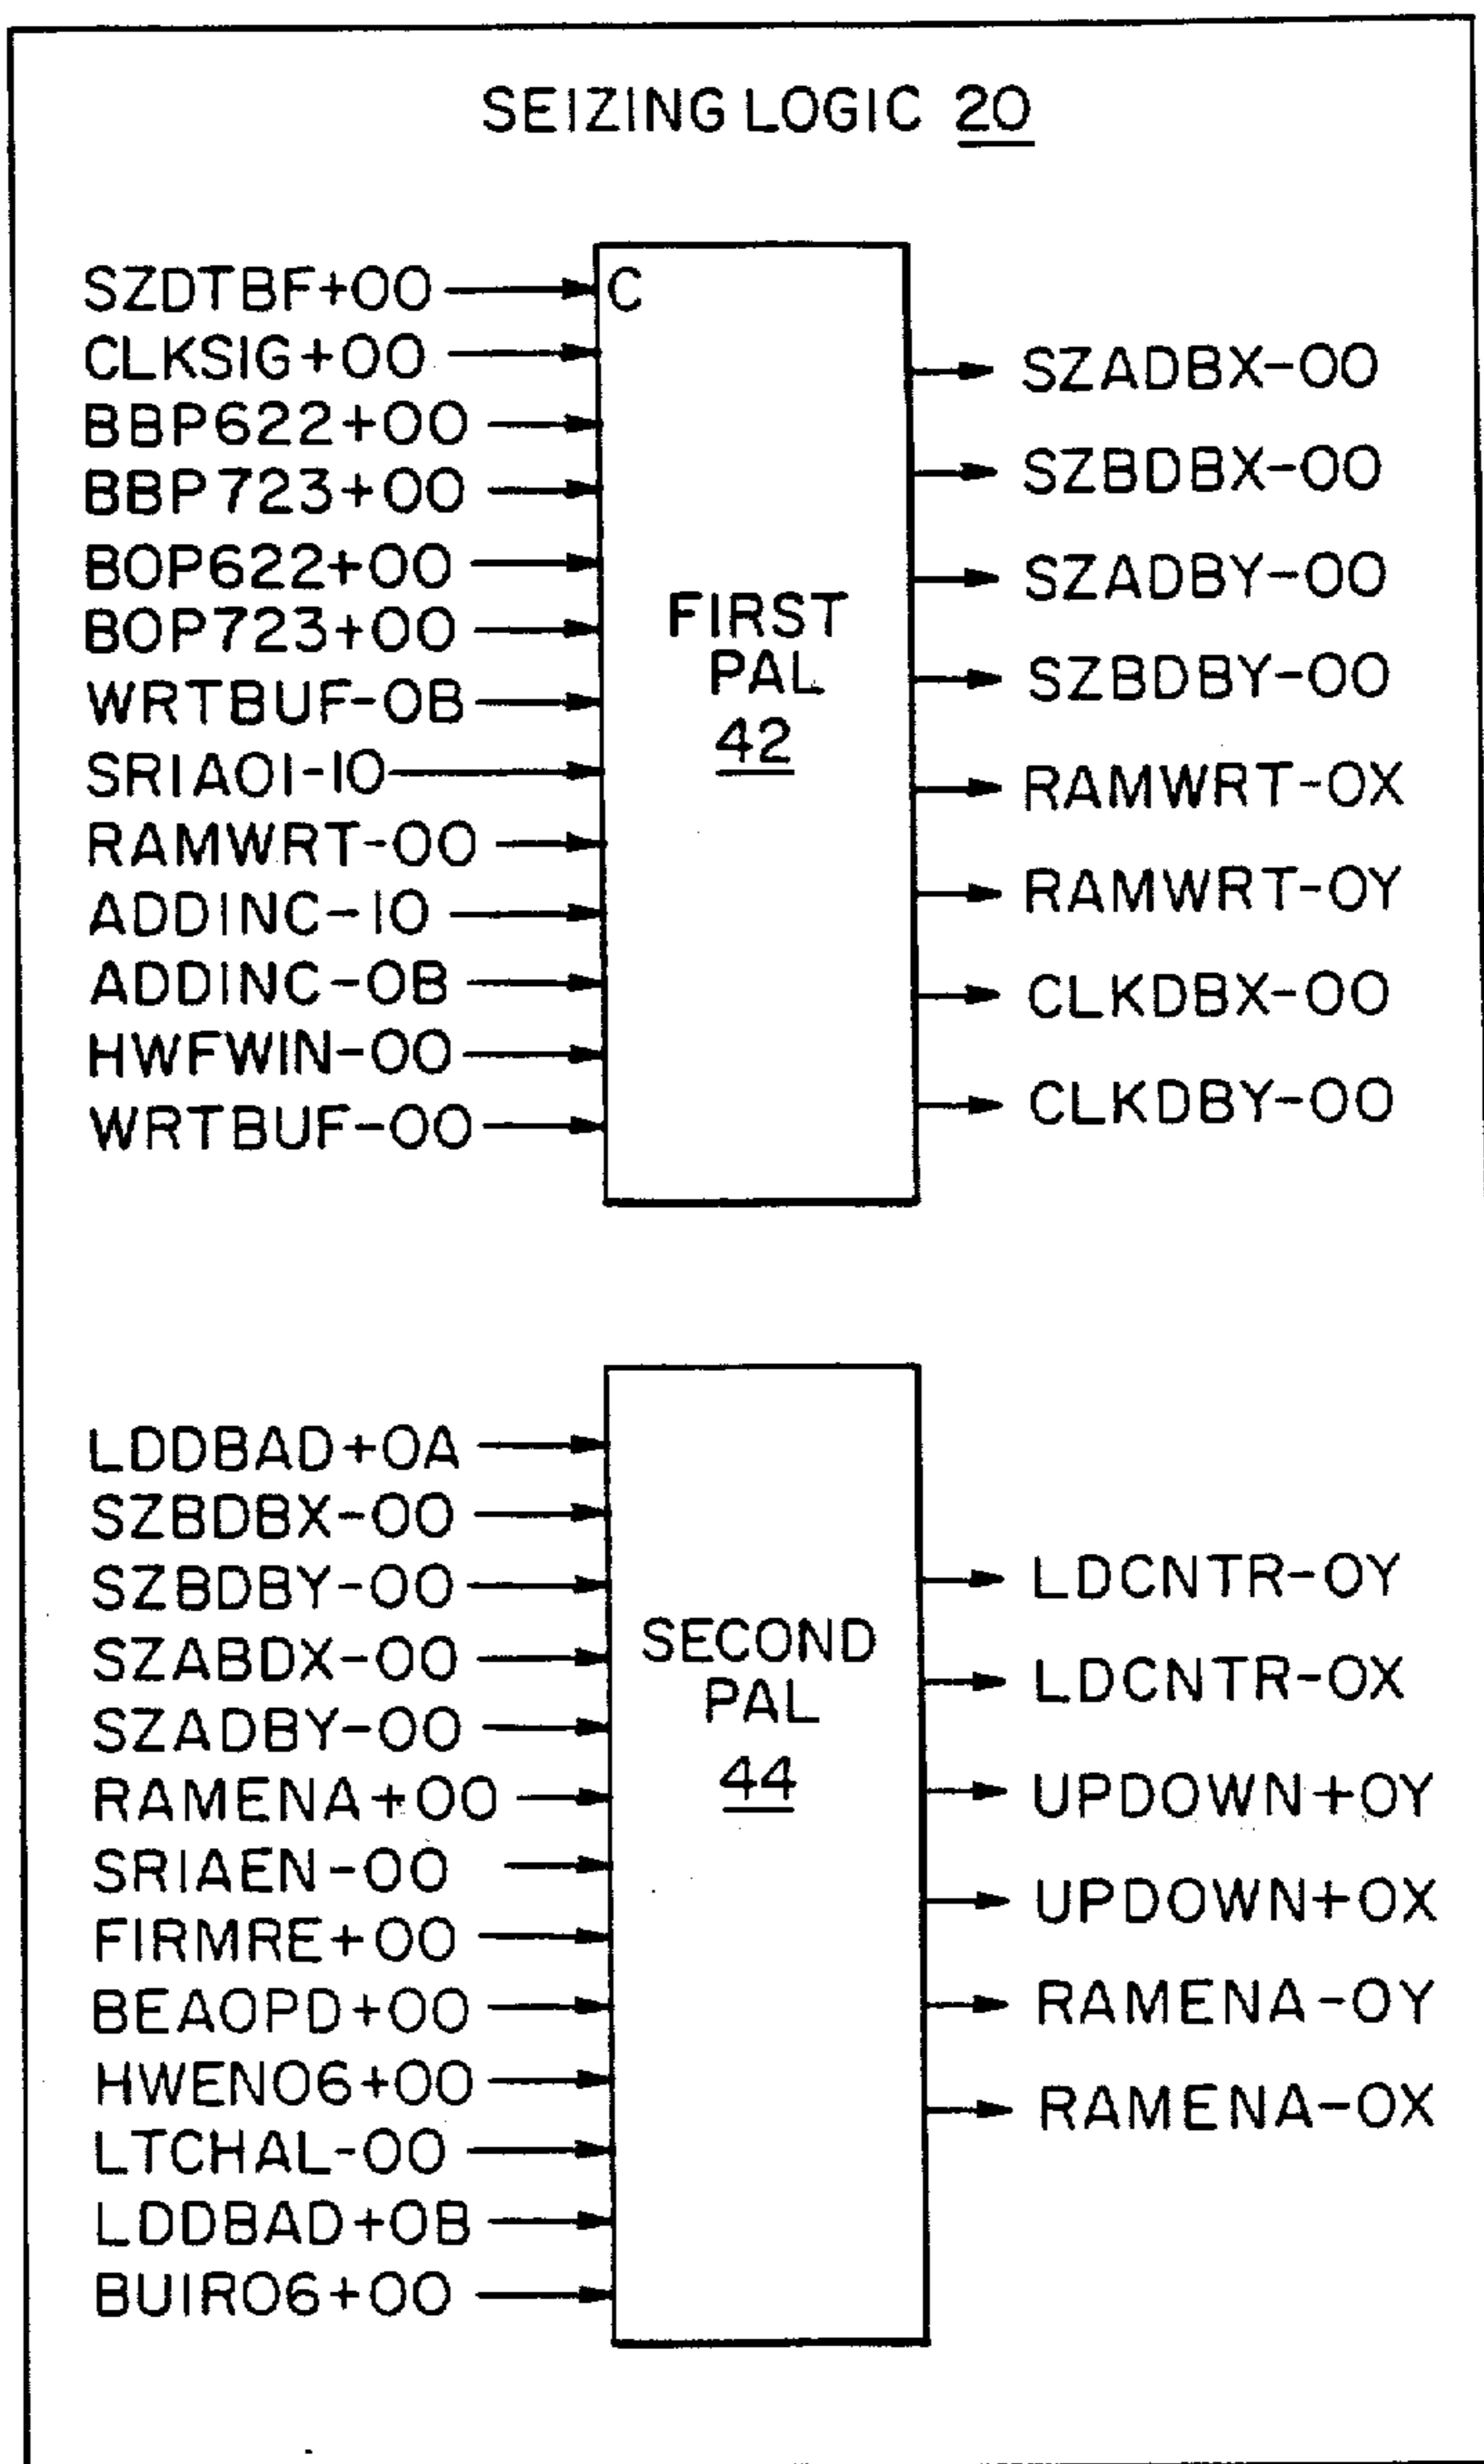 SEIZING LOGIC 20
SZDTBF+00
CLKSIG+00
BBP622+00
BBP723+00
BOP622+00
BOP723+00
WRTBUF-0B
SRIA01-10
RAMWRT-00
ADDINC-10
ADDINC-0B
HWFWIN-00
WRTBUF-00
C
FIRST
PAL
42
SZADBX-00
SZBDBX-00
SZADBY-00
SZBDBY-00
RAMWRT-0X
RAMWRT-0Y
CLKDBX-00
CLKDBY-00
LDDBAD+0A
SZBDBX-00
SZBDBY-00
SZABDX-00
SZADBY-00
RAMENA+00
SRIAEN-00
FIRMRE+00
BEAOPD+00
HWEN06+00
LTCHAL-00
LDDBAD+0B
BUIR06+00
SECOND
PAL
44
LDCNTR-0Y
LDCNTR-0X
UPDOWN+0Y
UPDOWN+0X
RAMENA-0Y
RAMENA-0X